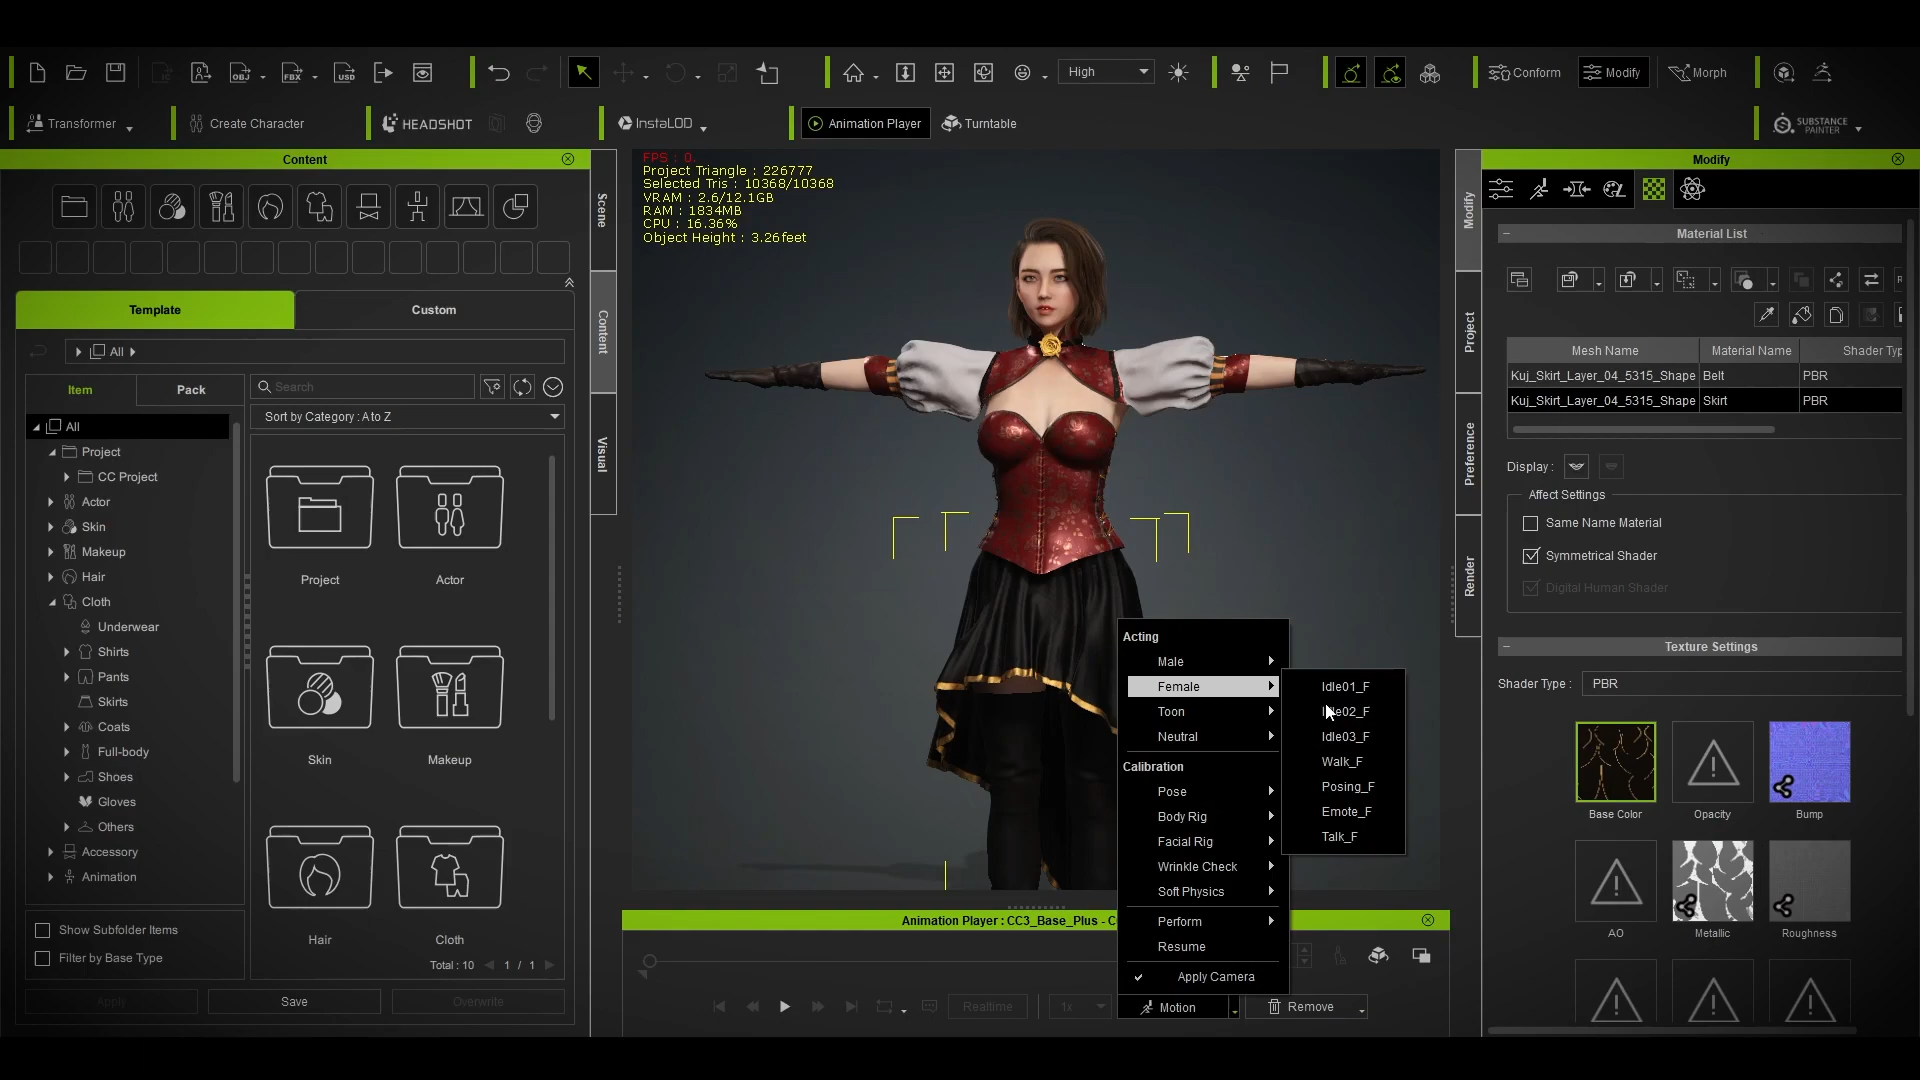 High
Conform
Modify
Morph
Transformer
Create Character
HEADSHOT
InstaLOD
Animation Player
Turntable
SUBSTANCE
PAINTER
Content
Template
Custom
All
Item
Pack
Search
Sort by Category : A to Z
All
Project
CC Project
Actor
Skin
Makeup
Hair
Cloth
Underwear
Shirts
Pants
Skirts
Coats
Full-body
Shoes
Gloves
Others
Accessory
Animation
Project
Actor
Skin
Makeup
Hair
Cloth
Show Subfolder Items
Filter by Base Type
Total : 10
1 / 1
Apply
Save
Overwrite
Scene
Content
Visual
FPS : 0.
Project Triangle : 226777
Selected Tris : 10368/10368
VRAM : 2.6/12.1GB
RAM : 1834MB
CPU : 16.36%
Object Height : 3.26feet
Acting
Male
Female
Toon
Neutral
Calibration
Pose
Body Rig
Facial Rig
Wrinkle Check
Soft Physics
Perform
Resume
Apply Camera
Idle01_F
Idle03_F
Walk_F
Posing_F
Emote_F
Talk_F
Animation Player : CC3_Base_Plus - C
Realtime
1x
Motion
Remove
Modify
Project
Preference
Render
Modify
Material List
Mesh Name
Material Name
Shader Typ
Kuj_Skirt_Layer_04_5315_Shape
Belt
PBR
Kuj_Skirt_Layer_04_5315_Shape
Skirt
PBR
Display :
Affect Settings
Same Name Material
Symmetrical Shader
Digital Human Shader
Texture Settings
Shader Type :
PBR
Base Color
Opacity
Bump
AO
Metallic
Roughness